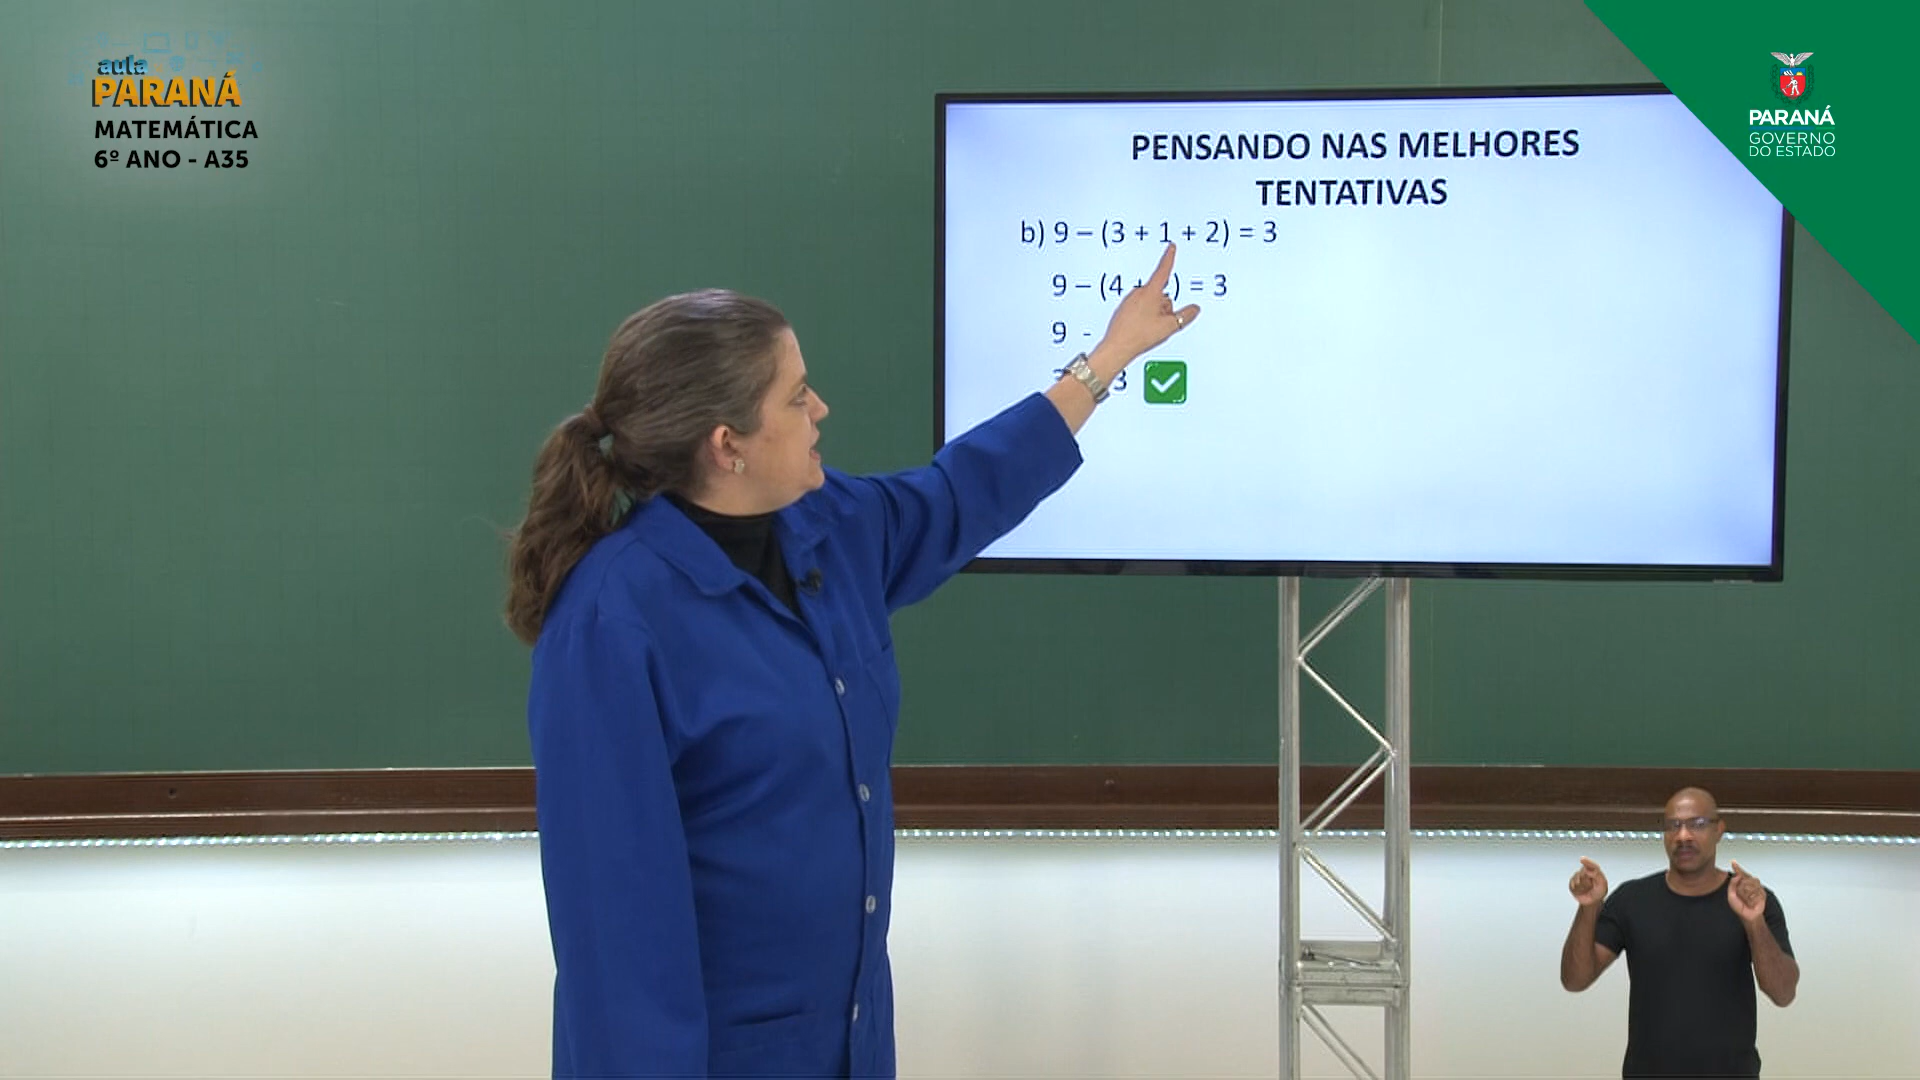 aula
PARANÁ
MATEMÁTICA
6º ANO - A35
PENSANDO NAS MELHORES
TENTATIVAS
b) 9 – (3 + 1 + 2) = 3
9 – (4 + 2) = 3
9 -
3
PARANÁ
GOVERNO
DO ESTADO